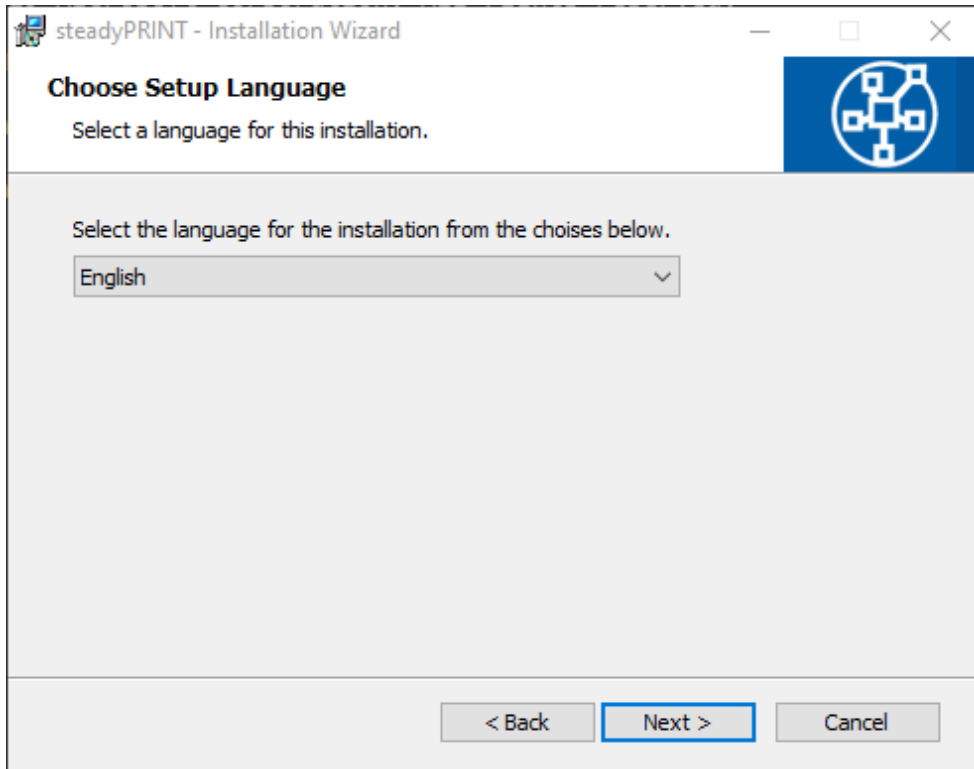 steadyPRINT - Installation Wizard
Choose Setup Language
Select a language for this installation.
Select the language for the installation from the choises below.
English
< Back
Next >
Cancel